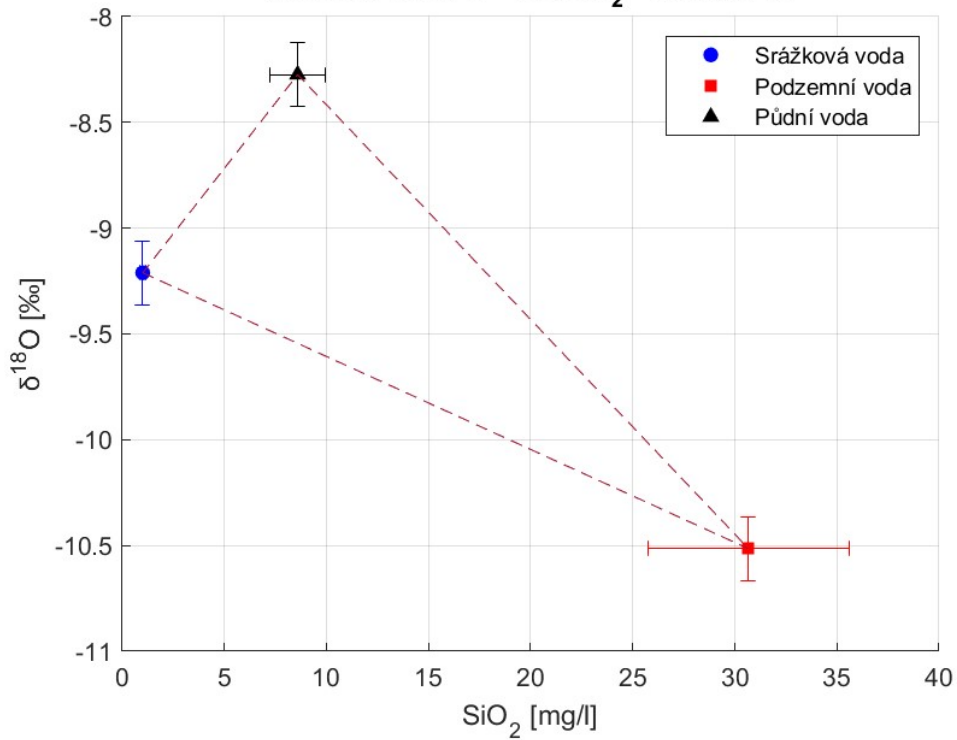 2
-8
Srážková voda
Podzemní voda
Půdní voda
-8.5
-9
-9.5
-10
-10.5
-11
δ¹⁸O [‰]
0 5 10 15 20 25 30 35 40
SiO₂ [mg/l]